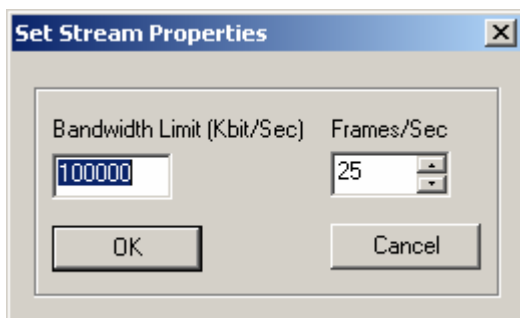 Set Stream Properties
Bandwidth Limit (Kbit/Sec) Frames/Sec
100000 25
OK Cancel